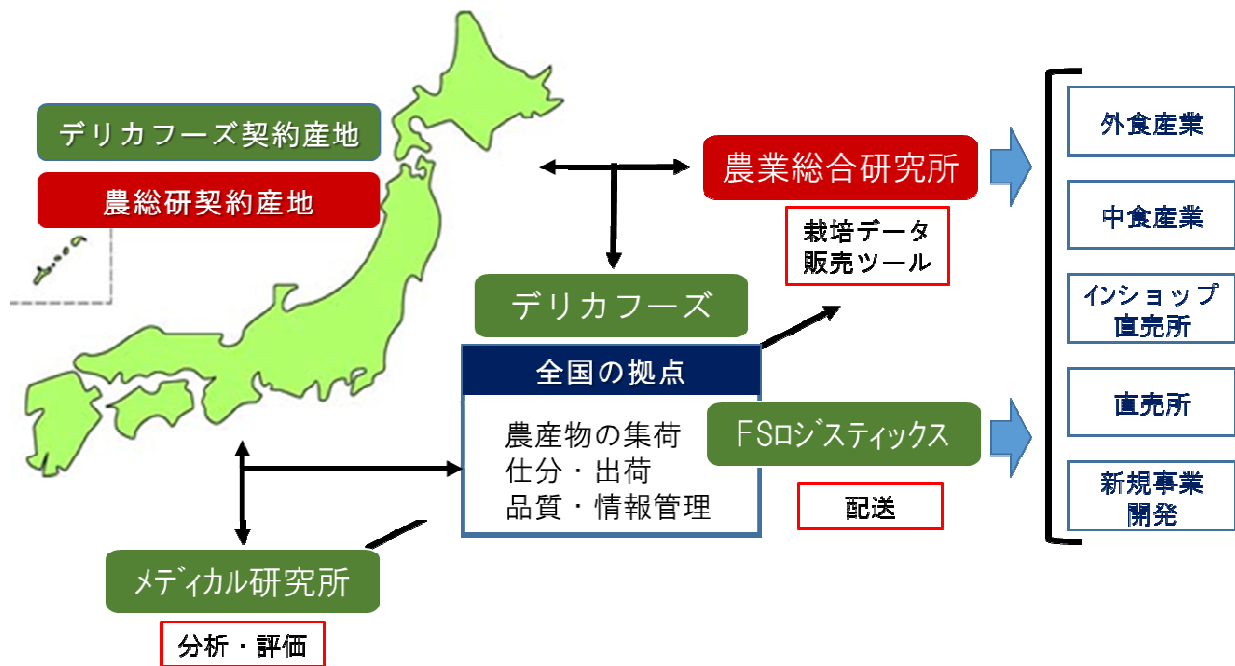 デリカフーズ契約産地
農総研契約産地
農業総合研究所
栽培データ
販売ツール
デリカフーズ
全国の拠点
農産物の集荷
仕分・出荷
品質・情報管理
FSロジスティックス
配送
メディカル研究所
分析・評価
外食産業
中食産業
インショップ
直売所
直売所
新規事業
開発